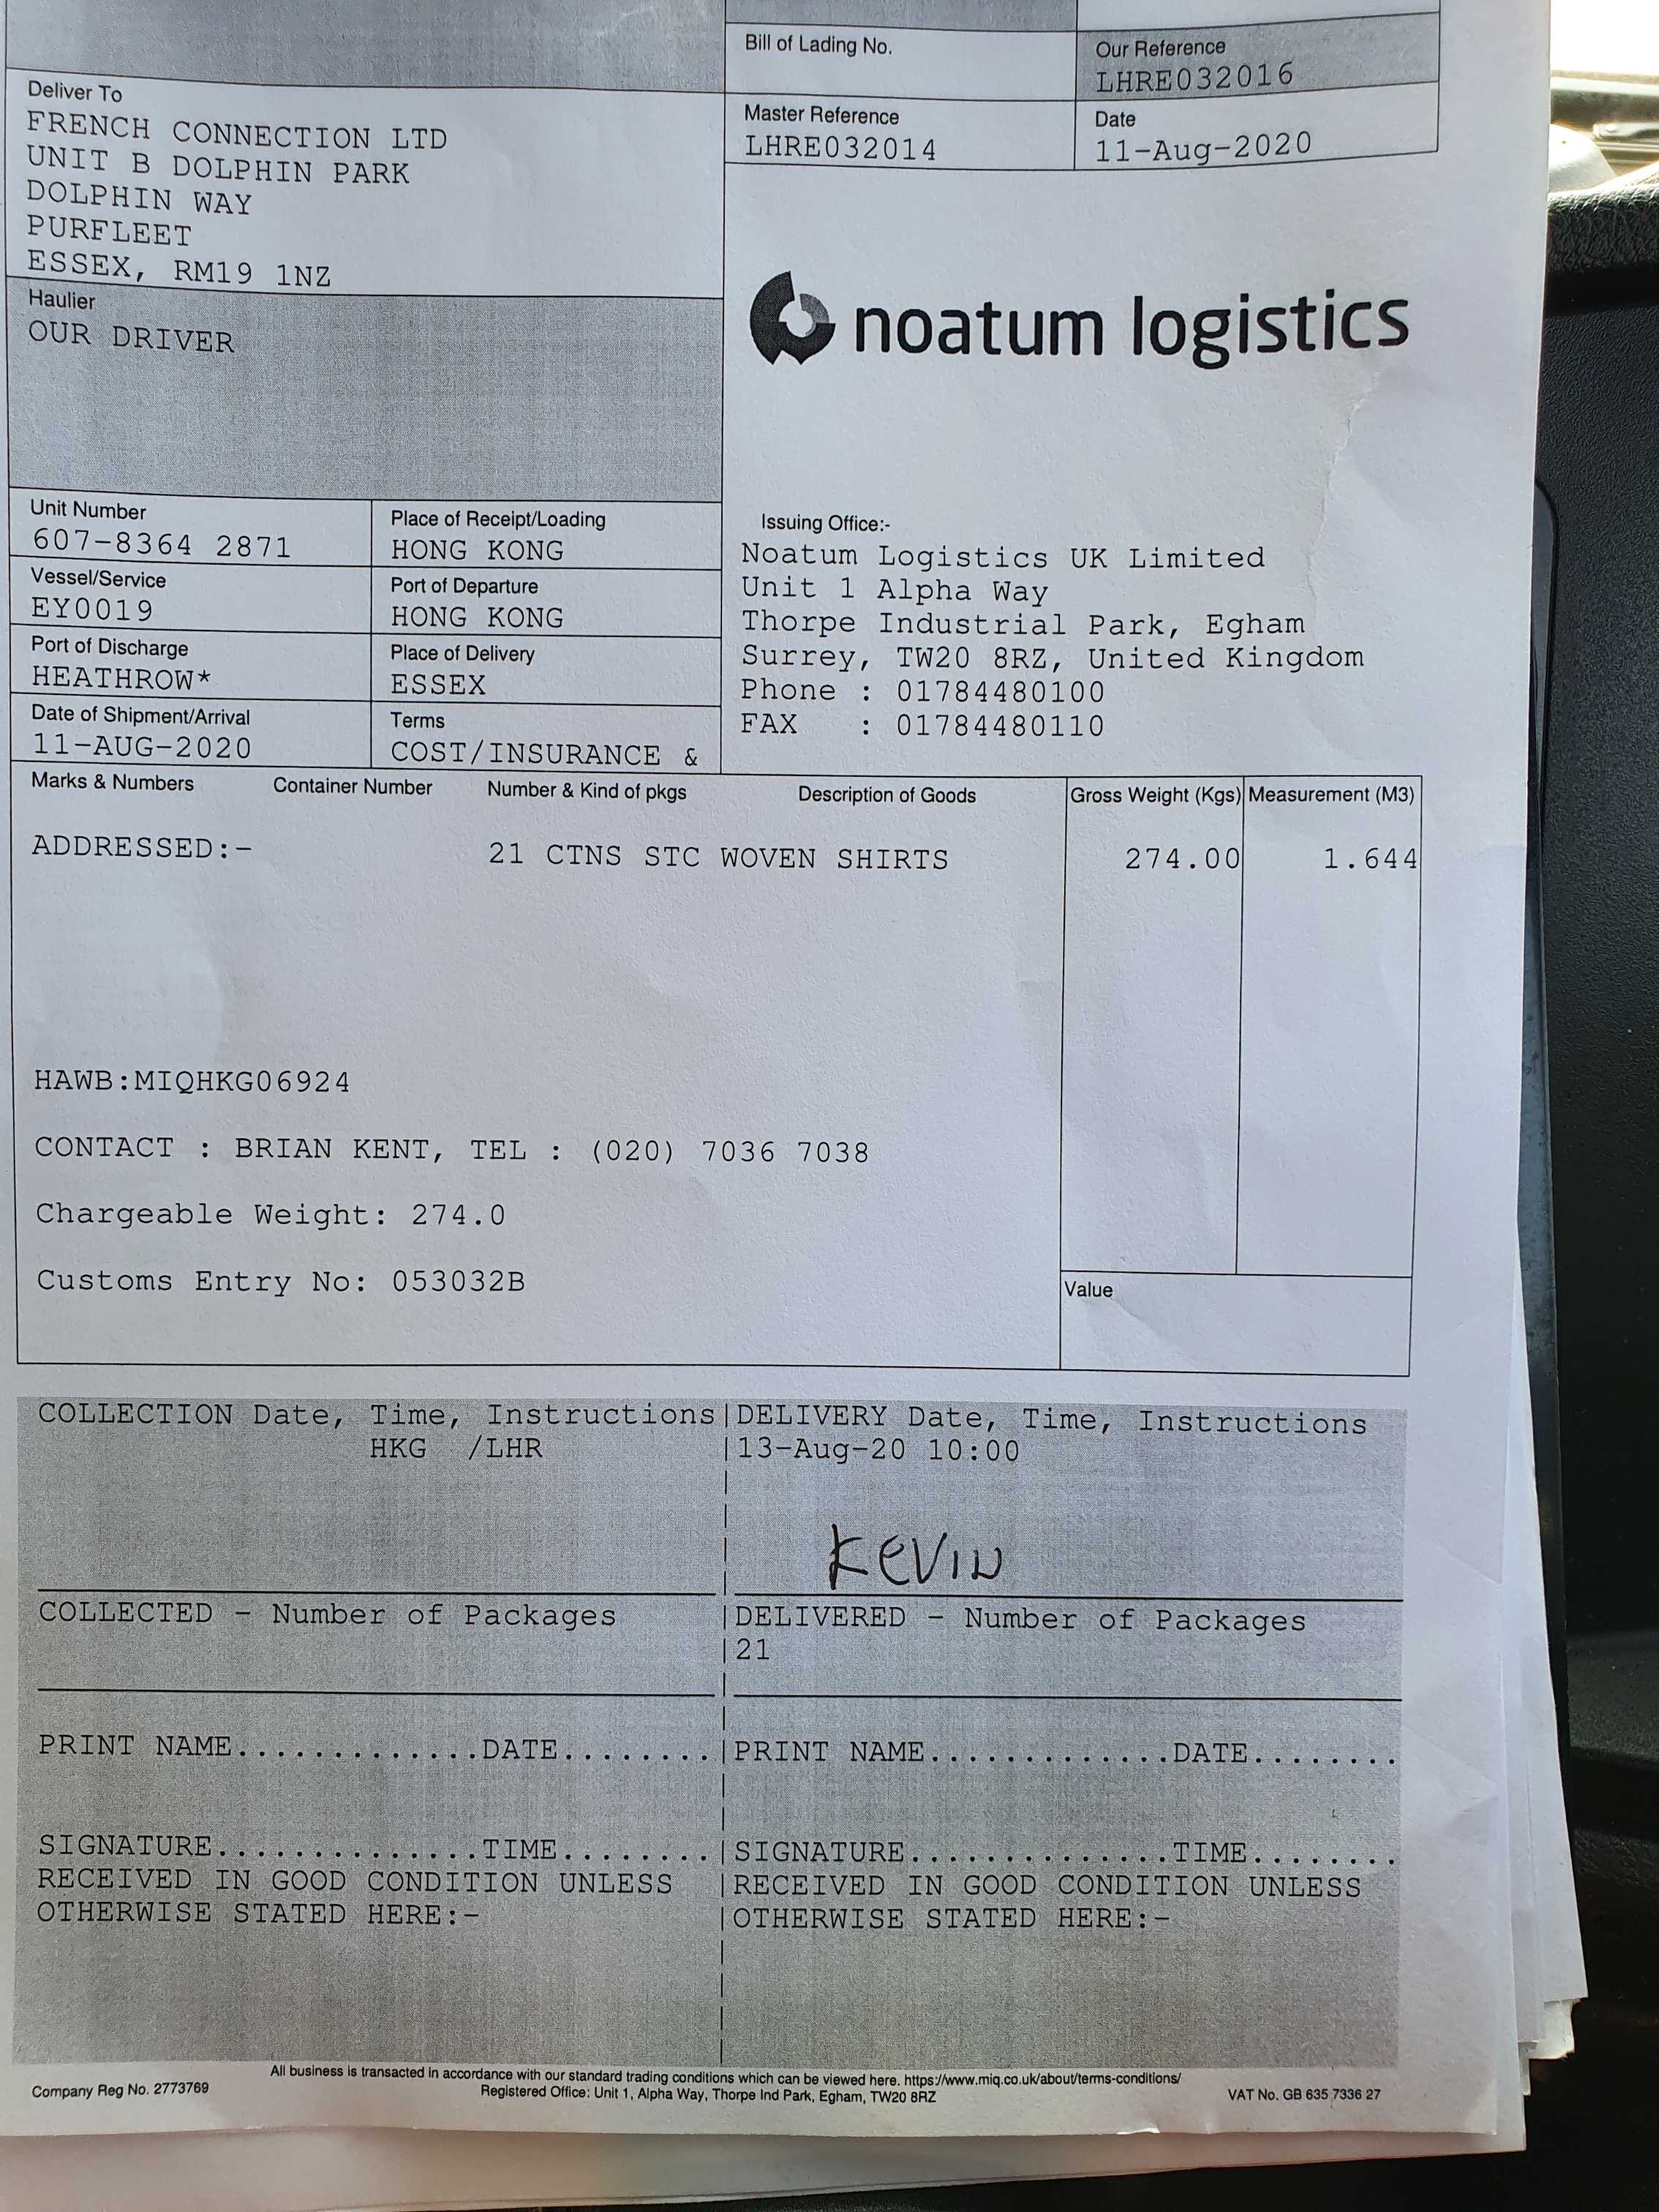 Bill of Lading No.
Our Reference
LHRE032016
Deliver To
FRENCH CONNECTION LTD
UNIT B DOLPHIN PARK
DOLPHIN WAY
PURFLEET
ESSEX, RM19 1NZ
Master Reference
LHRE032014
Date
11-Aug-2020
Haulier
OUR DRIVER
noatum logistics
Unit Number
607-8364 2871
Place of Receipt/Loading
HONG KONG
Vessel/Service
EY0019
Port of Departure
HONG KONG
Port of Discharge
HEATHROW*
Place of Delivery
ESSEX
Date of Shipment/Arrival
11-AUG-2020
Terms
COST/INSURANCE &
Issuing Office:-
Noatum Logistics UK Limited
Unit 1 Alpha Way
Thorpe Industrial Park, Egham
Surrey, TW20 8RZ, United Kingdom
Phone : 01784480100
FAX : 01784480110
Marks & Numbers Container Number Number & Kind of pkgs Description of Goods Gross Weight (Kgs) Measurement (M3)
ADDRESSED:- 21 CTNS STC WOVEN SHIRTS 274.00 1.644
HAWB:MIQHKG06924
CONTACT : BRIAN KENT, TEL : (020) 7036 7038
Chargeable Weight: 274.0
Customs Entry No: 053032B
Value
COLLECTION Date, Time, Instructions|DELIVERY Date, Time, Instructions
HKG /LHR |13-Aug-20 10:00
KEVIN
COLLECTED - Number of Packages |DELIVERED - Number of Packages
|21
PRINT NAME.............DATE........|PRINT NAME.............DATE........
SIGNATURE..............TIME........|SIGNATURE..............TIME........
RECEIVED IN GOOD CONDITION UNLESS |RECEIVED IN GOOD CONDITION UNLESS
OTHERWISE STATED HERE:- |OTHERWISE STATED HERE:-
All business is transacted in accordance with our standard trading conditions which can be viewed here. https://www.miq.co.uk/about/terms-conditions/
Company Reg No. 2773769 Registered Office: Unit 1, Alpha Way, Thorpe Ind Park, Egham, TW20 8RZ VAT No. GB 635 7336 27